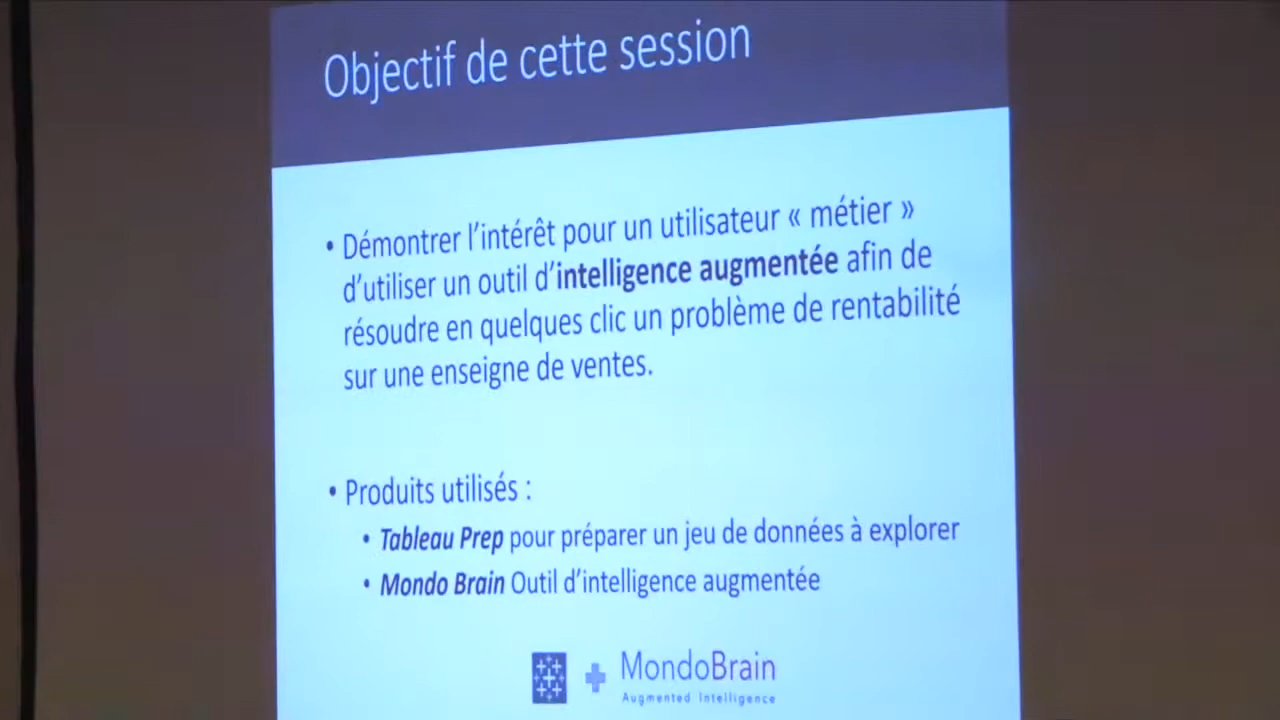 Objectif de cette session
• Démontrer l'intérêt pour un utilisateur « métier »
d'utiliser un outil d'intelligence augmentée afin de
résoudre en quelques clic un problème de rentabilité
sur une enseigne de ventes.
• Produits utilisés :
• Tableau Prep pour préparer un jeu de données à explorer
• Mondo Brain Outil d'intelligence augmentée
MondoBrain
Augmented Intelligence